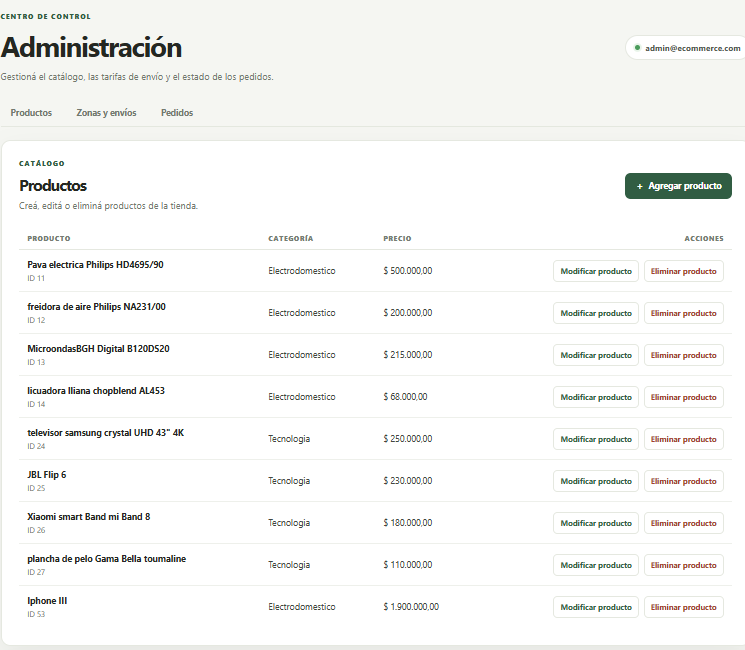 CENTRO DE CONTROL
Administración
admin@ecommerce.com
Gestioná el catálogo, las tarifas de envío y el estado de los pedidos.
Productos Zonas y envíos Pedidos
CATÁLOGO
Productos
+ Agregar producto
Creá, editá o eliminá productos de la tienda.
PRODUCTO CATEGORÍA PRECIO ACCIONES
Pava electrica Philips HD4695/90
ID 11
Electrodomestico $ 500.000,00 Modificar producto Eliminar producto
freidora de aire Philips NA231/00
ID 12
Electrodomestico $ 200.000,00 Modificar producto Eliminar producto
MicroondasBGH Digital B120DS20
ID 13
Electrodomestico $ 215.000,00 Modificar producto Eliminar producto
licuadora lliana chopblend AL453
ID 14
Electrodomestico $ 68.000,00 Modificar producto Eliminar producto
televisor samsung crystal UHD 43" 4K
ID 24
Tecnologia $ 250.000,00 Modificar producto Eliminar producto
JBL Flip 6
ID 25
Tecnologia $ 230.000,00 Modificar producto Eliminar producto
Xiaomi smart Band mi Band 8
ID 26
Tecnologia $ 180.000,00 Modificar producto Eliminar producto
plancha de pelo Gama Bella toumaline
ID 27
Tecnologia $ 110.000,00 Modificar producto Eliminar producto
Iphone III
ID 53
Electrodomestico $ 1.900.000,00 Modificar producto Eliminar producto